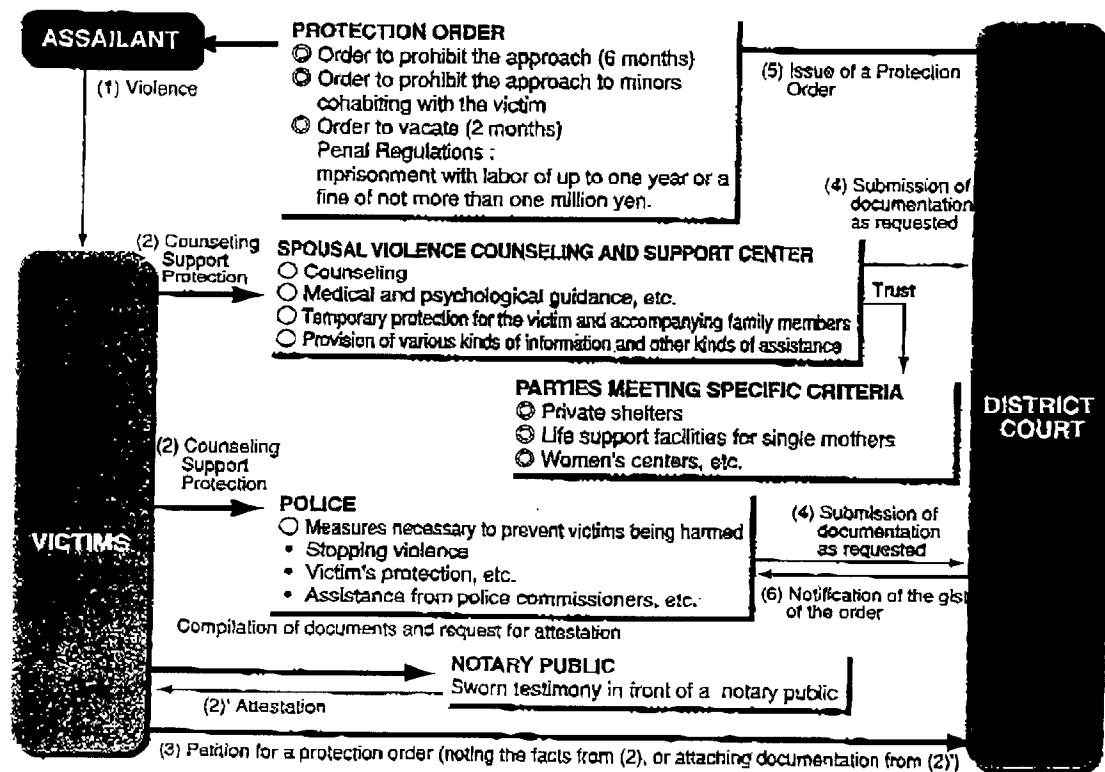 ASSAILANT
(1) Violence
PROTECTION ORDER
◎ Order to prohibit the approach (6 months)
◎ Order to prohibit the approach to minors
cohabiting with the victim
◎ Order to vacate (2 months)
Penal Regulations :
mprisonment with labor of up to one year or a
fine of not more than one million yen.
(5) Issue of a Protection
Order
(4) Submission of
documentation
as requested
(2) Counseling
Support
Protection
SPOUSAL VIOLENCE COUNSELING AND SUPPORT CENTER
○ Counseling
○ Medical and psychological guidance, etc.
○ Temporary protection for the victim and accompanying family members
○ Provision of various kinds of information and other kinds of assistance
Trust
PARTIES MEETING SPECIFIC CRITERIA
◎ Private shelters
◎ Life support facilities for single mothers
◎ Women's centers, etc.
DISTRICT
COURT
(2) Counseling
Support
Protection
VICTIMS
POLICE
○ Measures necessary to prevent victims being harmed
• Stopping violence
• Victim's protection, etc.
• Assistance from police commissioners, etc.
(4) Submission of
documentation
as requested
(6) Notification of the gist
of the order
Compilation of documents and request for attestation
NOTARY PUBLIC
Sworn testimony in front of a notary public
(2)' Attestation
(3) Petition for a protection order (noting the facts from (2), or attaching documentation from (2)')